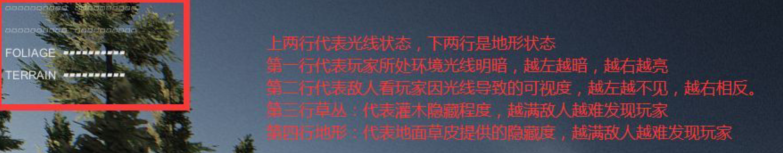 FOLIAGE
TERRAIN
上两行代表光线状态，下两行是地形状态
第一行代表玩家所处环境光线明暗，越左越暗，越右越亮
第二行代表敌人看玩家因光线导致的可视度，越左越不见，越右相反。
第三行草丛：代表灌木隐藏程度，越满敌人越难发现玩家
第四行地形：代表地面草皮提供的隐藏度，越满敌人越难发现玩家